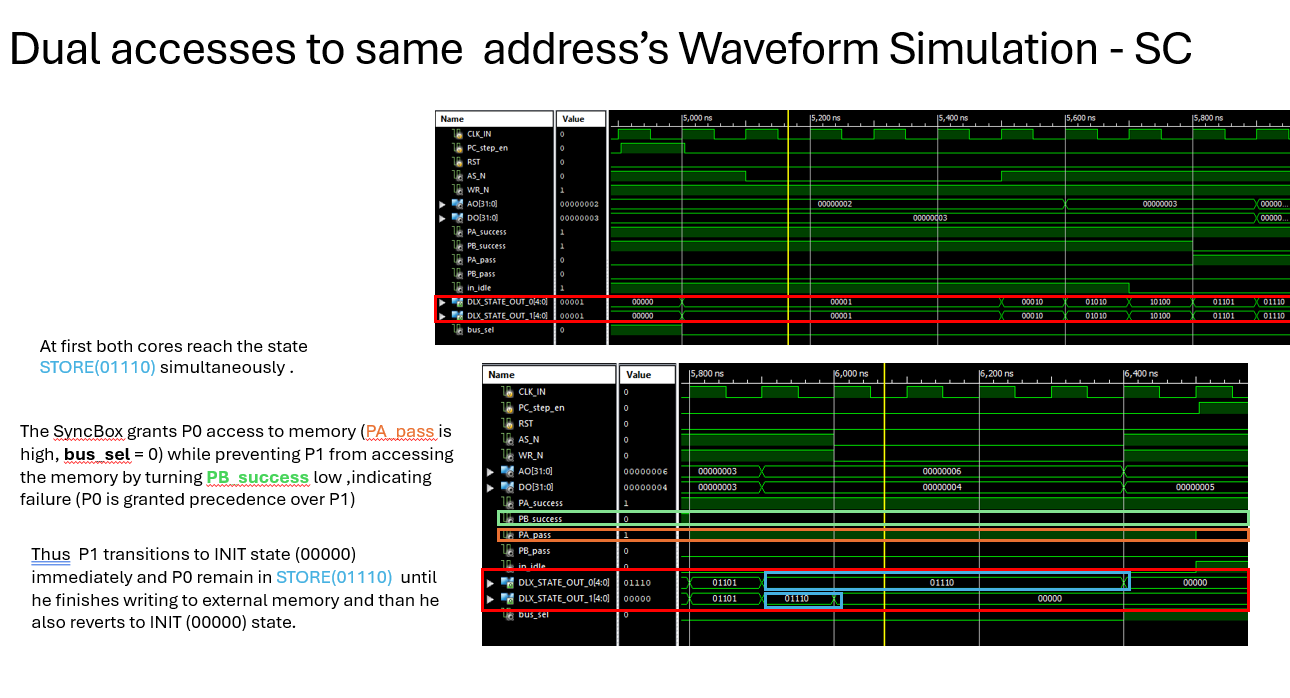 Dual accesses to same  address’s Waveform Simulation - SC
Name Value 5,000 ns 5,200 ns 5,400 ns 5,600 ns 5,800 ns
CLK_IN 0
PC_step_en 0
RST 0
AS_N 0
WR_N 1
AO[31:0] 00000002 00000002 00000003 00000...
DO[31:0] 00000003 00000003 00000...
PA_success 1
PB_success 1
PA_pass 0
PB_pass 0
in_idle 1
DLX_STATE_OUT_0[4:0] 00001 00000 00001 00010 01010 10100 01101 01110
DLX_STATE_OUT_1[4:0] 00001 00000 00001 00010 01010 10100 01101 01110
bus_sel 0
At first both cores reach the state
STORE(01110) simultaneously .
The SyncBox grants P0 access to memory (PA_pass is
high, bus_sel = 0) while preventing P1 from accessing
the memory by turning PB_success low ,indicating
failure (P0 is granted precedence over P1)
Thus  P1 transitions to INIT state (00000)
immediately and P0 remain in STORE(01110)  until
he finishes writing to external memory and than he
also reverts to INIT (00000) state.
Name Value 5,800 ns 6,000 ns 6,200 ns 6,400 ns
CLK_IN 0
PC_step_en 0
RST 0
AS_N 0
WR_N 0
AO[31:0] 00000006 00000003 00000006
DO[31:0] 00000004 00000003 00000004 00000005
PA_success 1
PB_success 0
PA_pass 1
PB_pass 0
in_idle 0
DLX_STATE_OUT_0[4:0] 01110 01101 01110 00000
DLX_STATE_OUT_1[4:0] 00000 01101 01110 00000
bus_sel 0